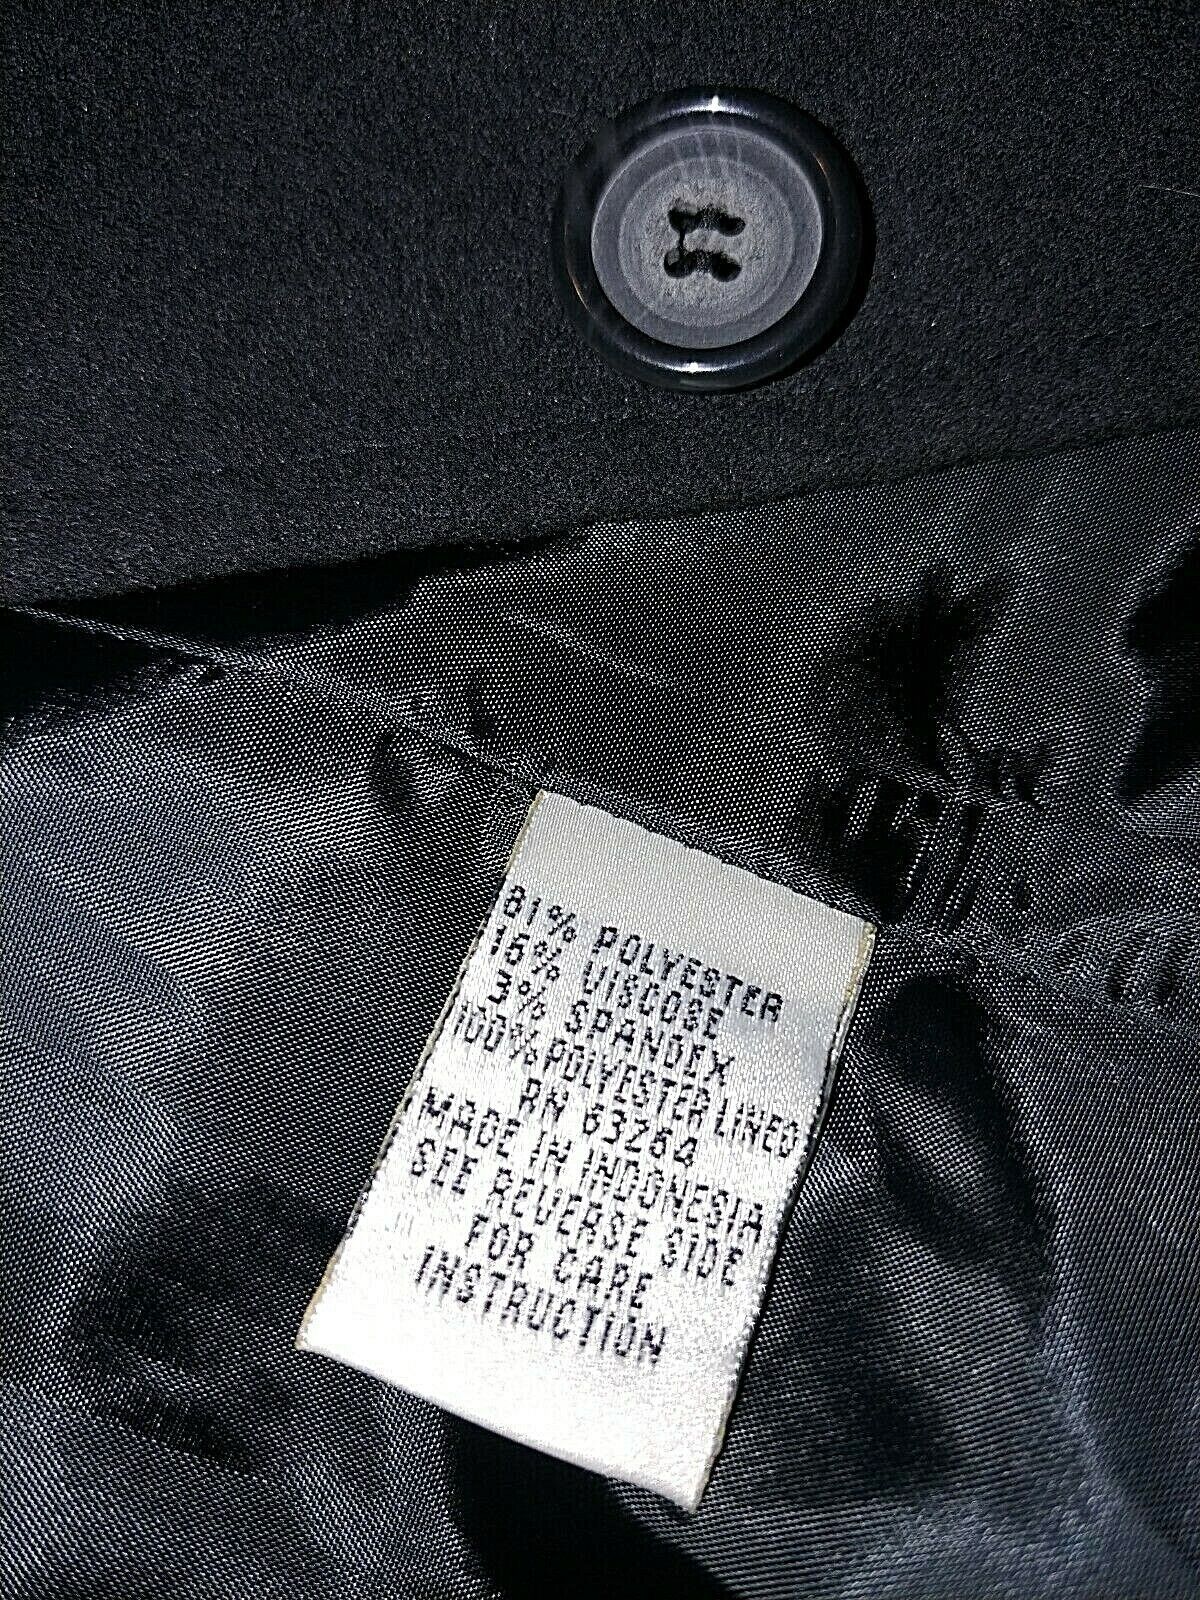 81% POLYESTER
16% VISCOSE
3% SPANDEX
100% POLYESTER LINED
RN 63264
MADE IN INDONESIA
SEE REVERSE SIDE
FOR CARE
INSTRUCTION